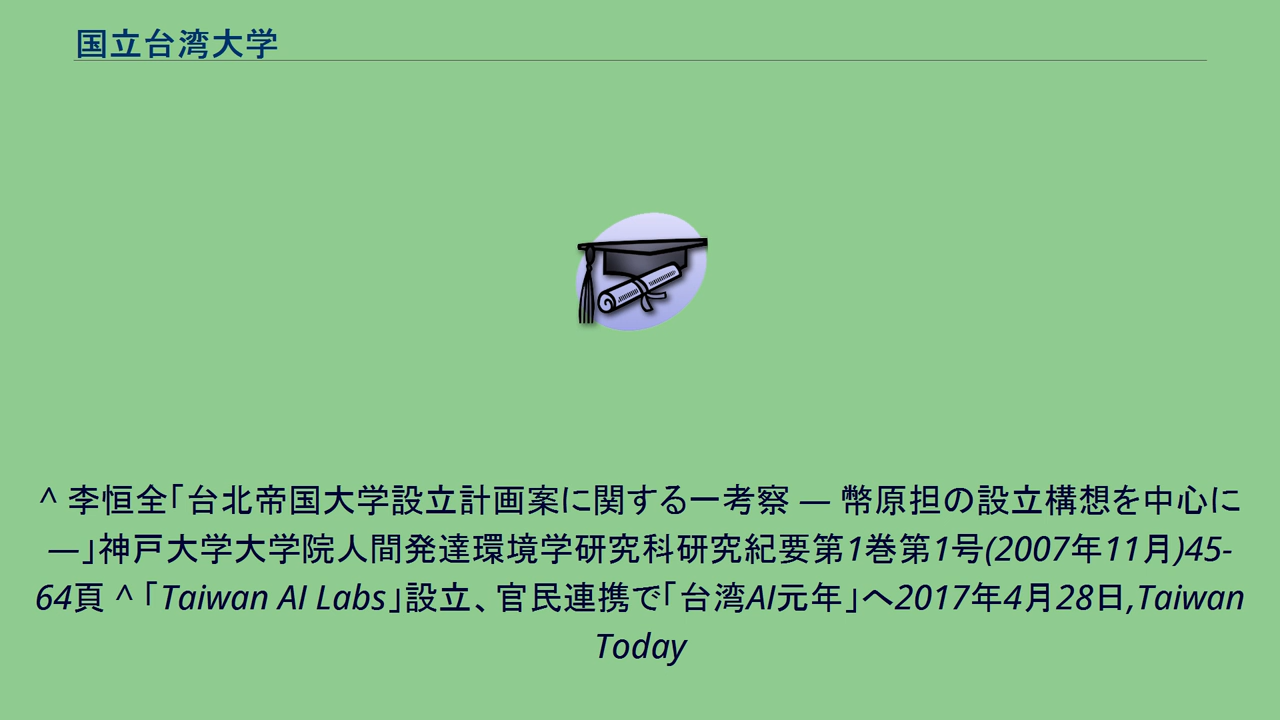 国立台湾大学
^ 李恒全「台北帝国大学設立計画案に関する一考察 — 幣原担の設立構想を中心に
—」神戸大学大学院人間発達環境学研究科研究紀要第1巻第1号(2007年11月)45-
64頁 ^ 「Taiwan AI Labs」設立、官民連携で「台湾AI元年」へ2017年4月28日,Taiwan
Today